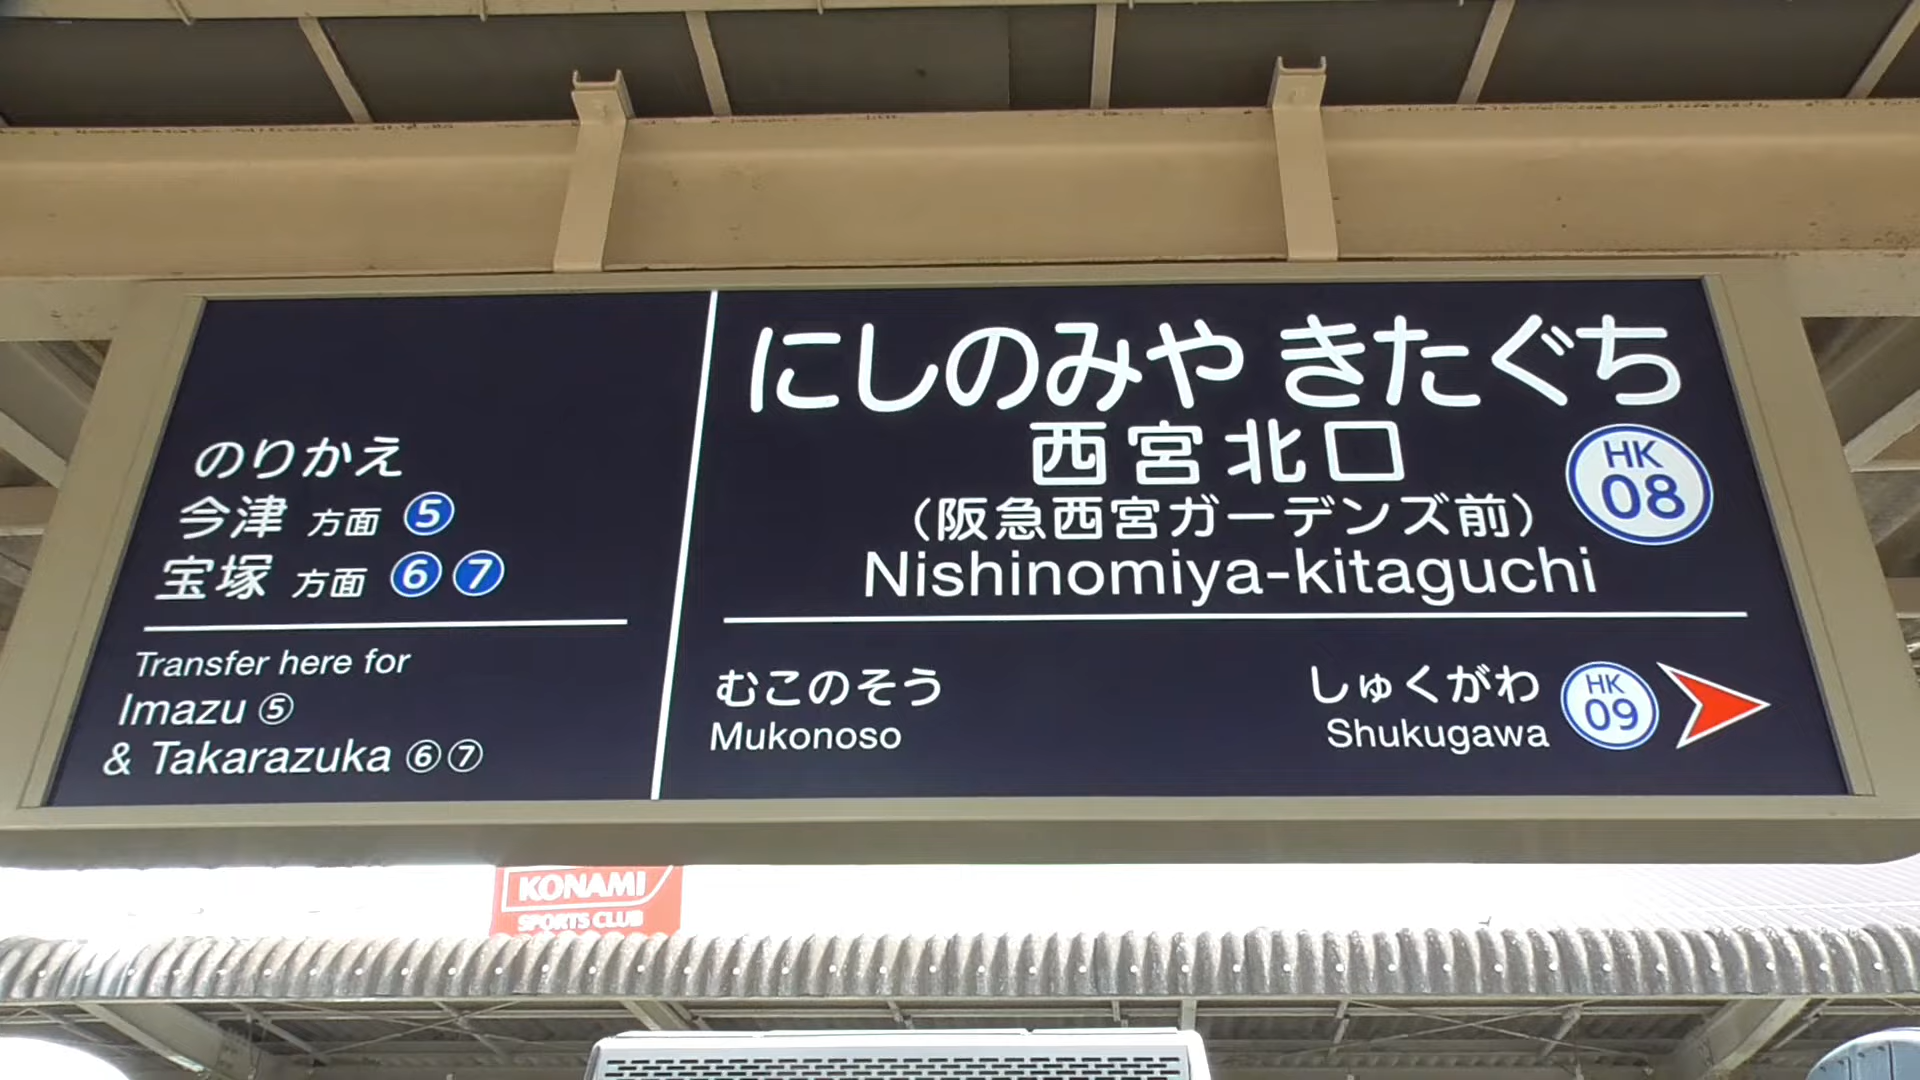 のりかえ
今津 方面 ⑤
宝塚 方面 ⑥⑦
Transfer here for
Imazu ⑤
& Takarazuka ⑥⑦
にしのみや きたぐち
西宮北口
（阪急西宮ガーデンズ前）
Nishinomiya-kitaguchi
HK
08
むこのそう
Mukonoso
しゅくがわ
Shukugawa
HK
09
KONAMI
SPORTS CLUB